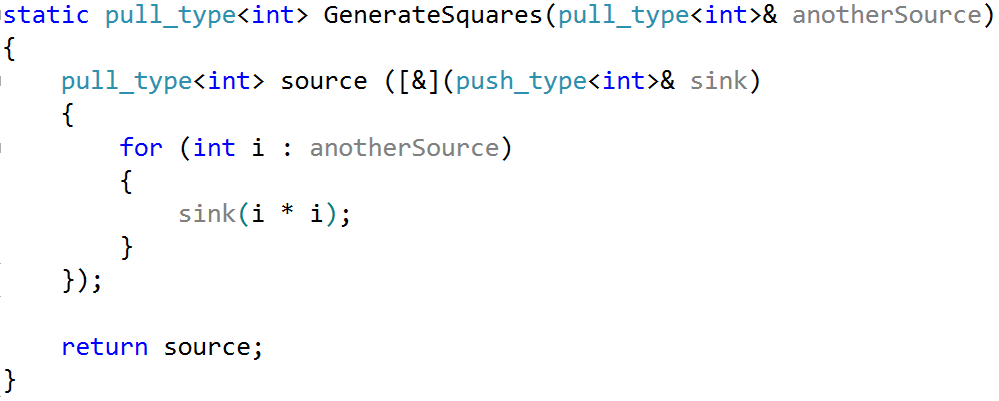 static pull_type<int> GenerateSquares(pull_type<int>& anotherSource)
{
    pull_type<int> source ([&](push_type<int>& sink)
    {
        for (int i : anotherSource)
        {
            sink(i * i);
        }
    });

    return source;
}